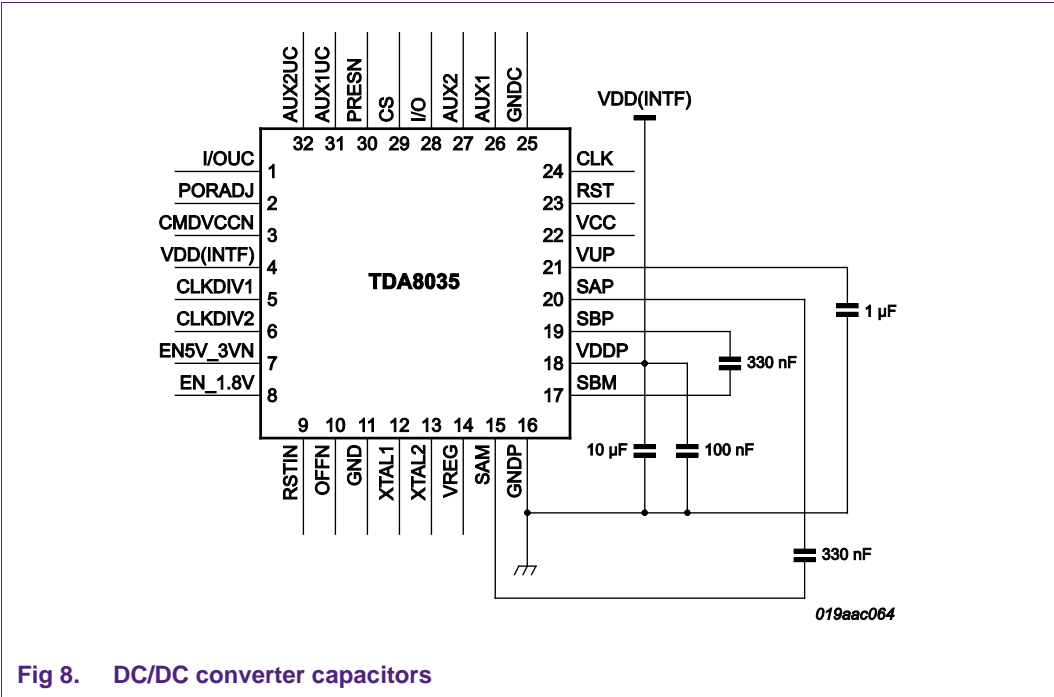 AUX2UC
AUX1UC
PRESN
CS
I/O
AUX2
AUX1
GNDC
VDD(INTF)
32 31 30 29 28 27 26 25
I/OUC
1
PORADJ
2
CMDVCCN
3
VDD(INTF)
4
CLKDIV1
5
CLKDIV2
6
EN5V_3VN
7
EN_1.8V
8
TDA8035
24
CLK
23
RST
22
VCC
21
VUP
20
SAP
19
SBP
18
VDDP
17
SBM
1 µF
330 nF
10 µF
100 nF
9 10 11 12 13 14 15 16
RSTIN
OFFN
GND
XTAL1
XTAL2
VREG
SAM
GNDP
330 nF
019aac064
Fig 8. DC/DC converter capacitors